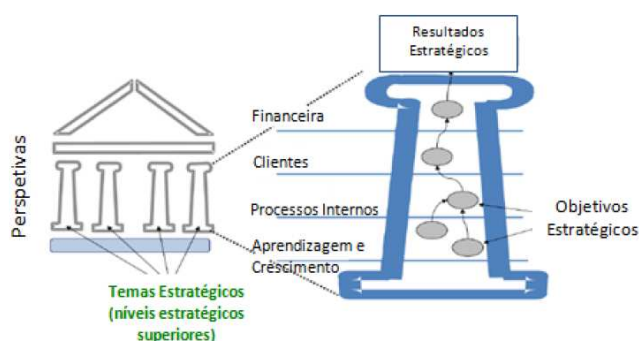 Resultados
Estratégicos
Perspetivas
Financeira
Clientes
Processos Internos
Aprendizagem e
Crescimento
Objetivos
Estratégicos
Temas Estratégicos
(níveis estratégicos
superiores)